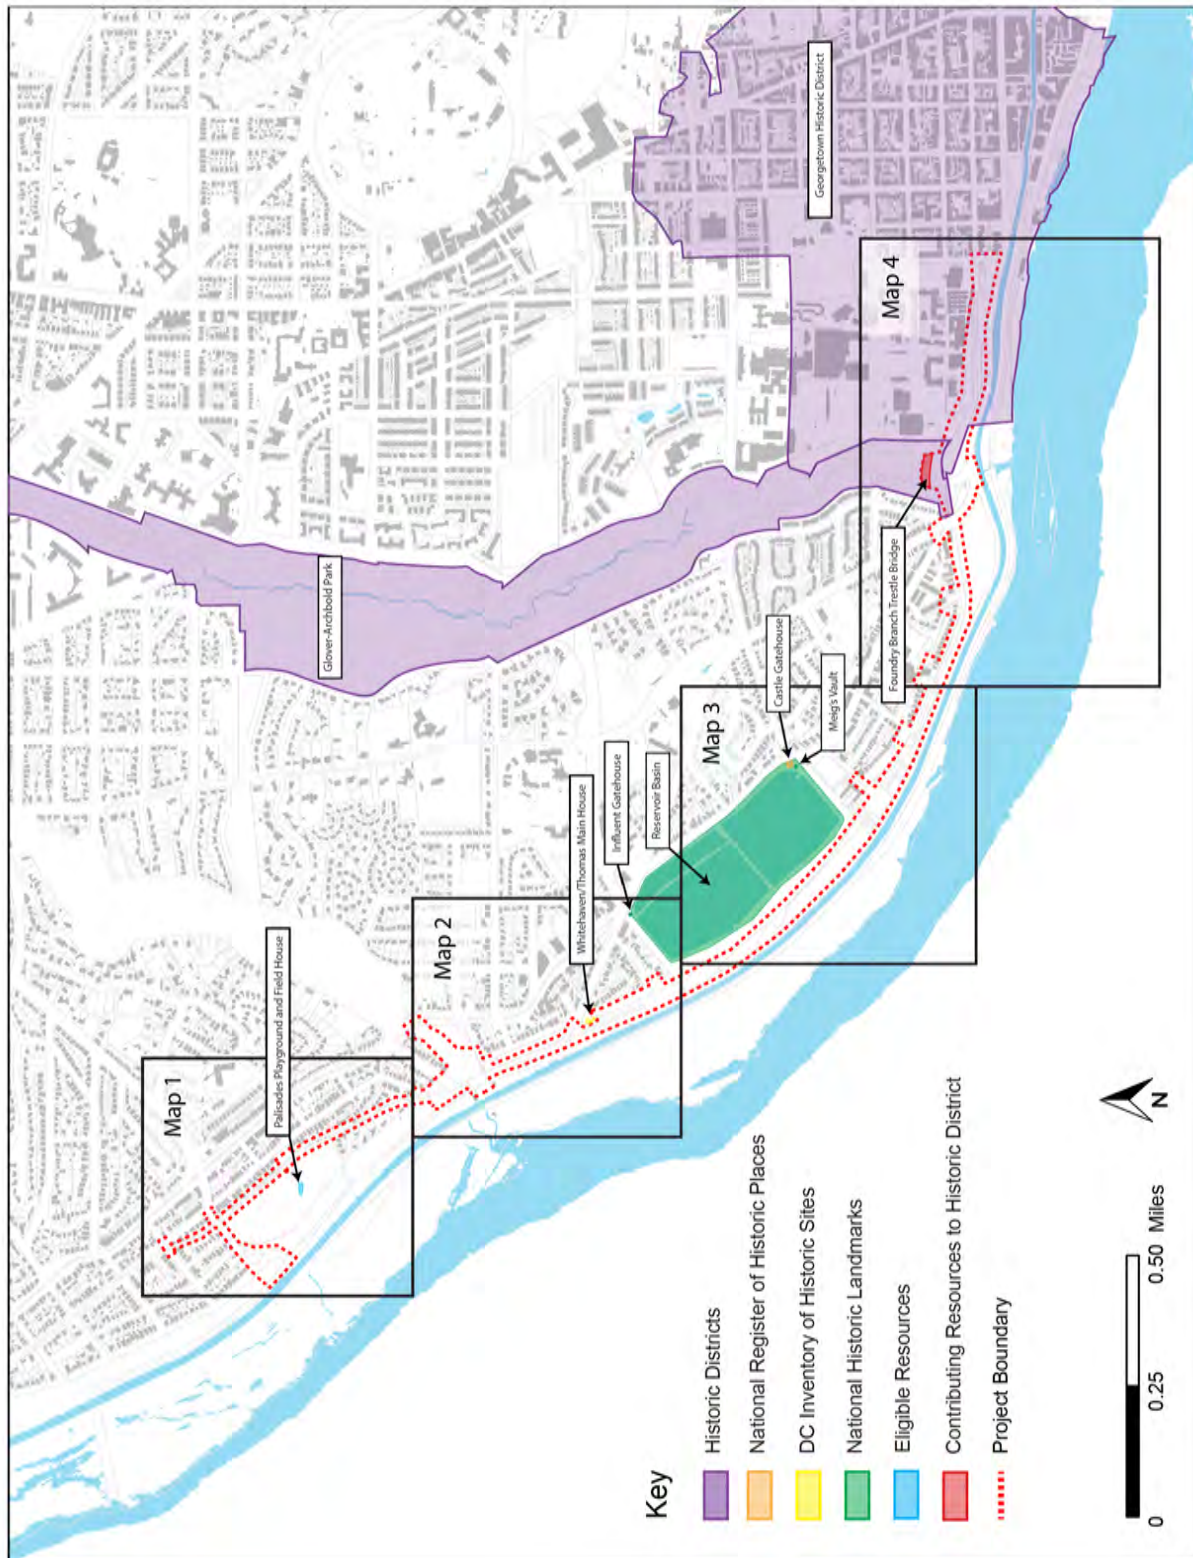 Map 1
Palisades Playground and Field House
Map 2
Whitehaven/Thomas Main House
Influent Gatehouse
Reservoir Basin
Map 3
Castle Gatehouse
Meig's Vault
Glover-Archbold Park
Foundry Branch Trestle Bridge
Map 4
Georgetown Historic District
Key
Historic Districts
National Register of Historic Places
DC Inventory of Historic Sites
National Historic Landmarks
Eligible Resources
Contributing Resources to Historic District
Project Boundary
0 0.25 0.50 Miles
N